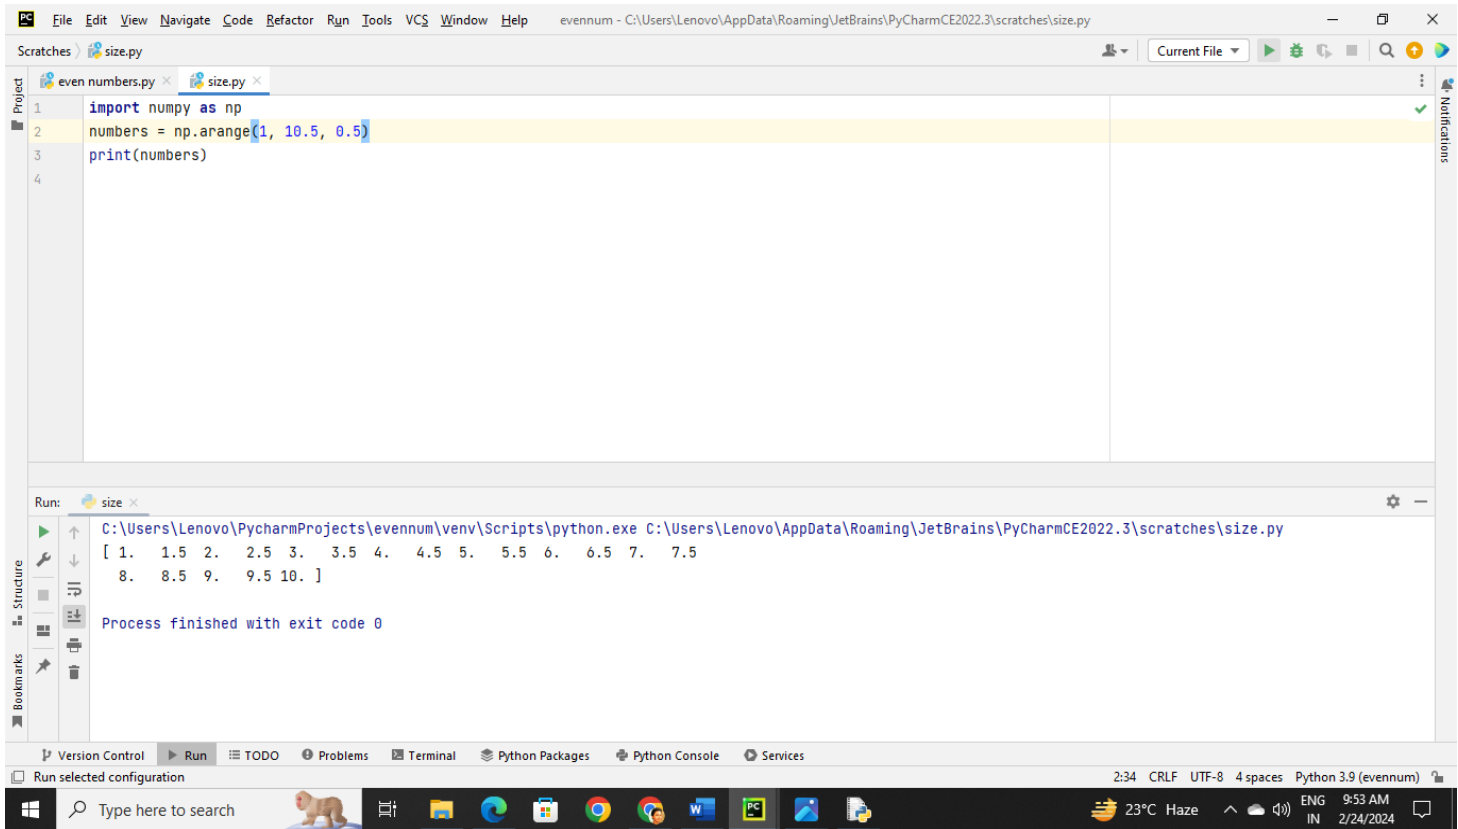 PC File Edit View Navigate Code Refactor Run Tools VCS Window Help evennum - C:\Users\Lenovo\AppData\Roaming\JetBrains\PyCharmCE2022.3\scratches\size.py
Scratches size.py Current File
even numbers.py size.py
Project
Notifications
1 import numpy as np
2 numbers = np.arange(1, 10.5, 0.5)
3 print(numbers)
4
Run: size
C:\Users\Lenovo\PycharmProjects\evennum\venv\Scripts\python.exe C:\Users\Lenovo\AppData\Roaming\JetBrains\PyCharmCE2022.3\scratches\size.py
[ 1.   1.5  2.   2.5  3.   3.5  4.   4.5  5.   5.5  6.   6.5  7.   7.5
  8.   8.5  9.   9.5 10. ]
Process finished with exit code 0
Structure
Bookmarks
Version Control Run TODO Problems Terminal Python Packages Python Console Services
Run selected configuration 2:34 CRLF UTF-8 4 spaces Python 3.9 (evennum)
Type here to search W PC 23°C Haze ENG 9:53 AM
IN 2/24/2024